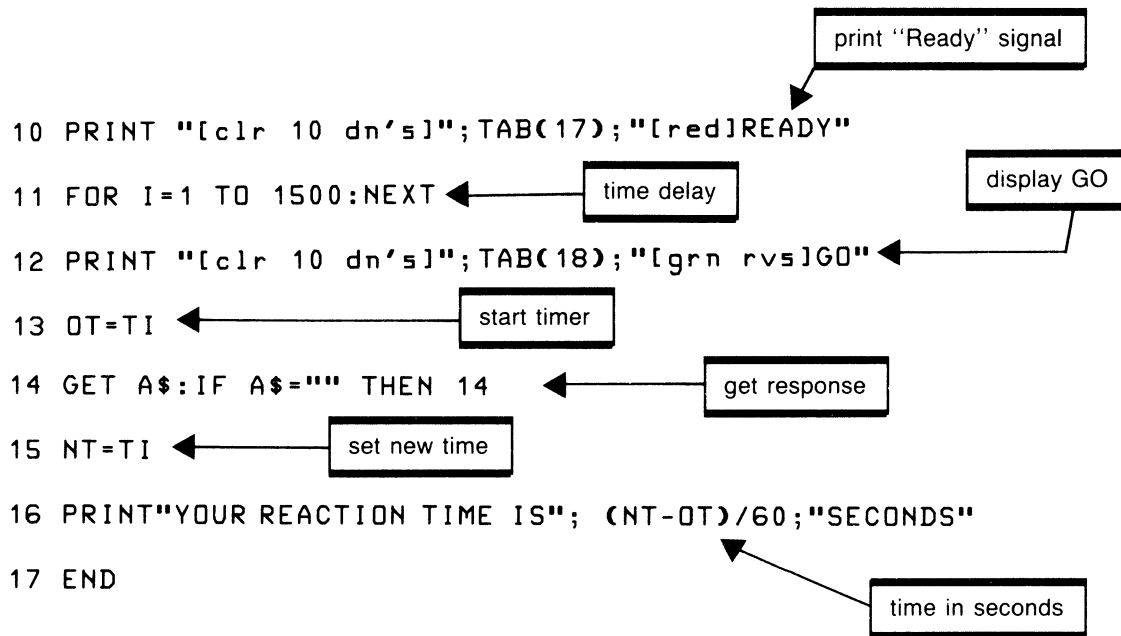 print “Ready” signal
10 PRINT "[clr 10 dn's]";TAB(17);"[red]READY"
11 FOR I=1 TO 1500:NEXT
time delay
display GO
12 PRINT "[clr 10 dn's]";TAB(18);"[grn rvs]GO"
13 OT=TI
start timer
14 GET A$:IF A$="" THEN 14
get response
15 NT=TI
set new time
16 PRINT"YOUR REACTION TIME IS"; (NT-OT)/60;"SECONDS"
17 END
time in seconds